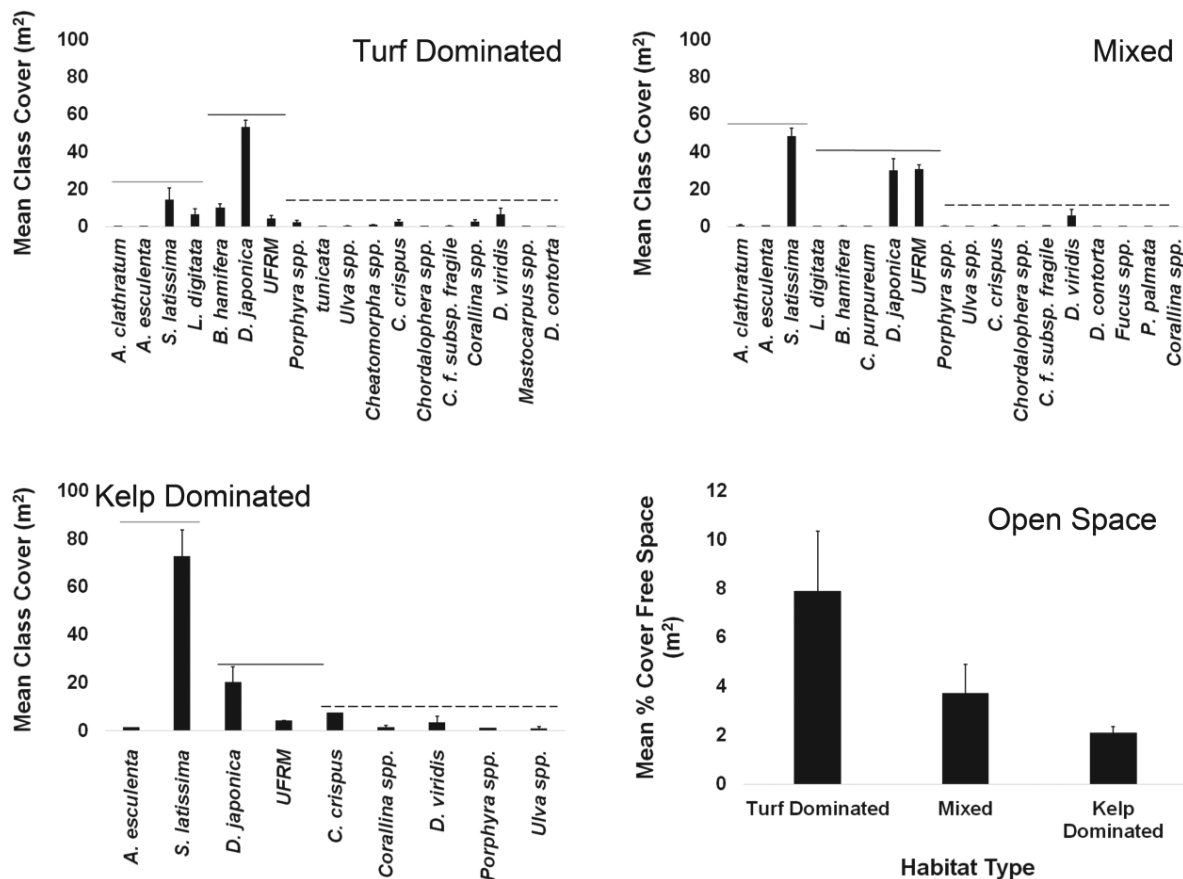 Turf Dominated
Mean Class Cover (m²)
100
80
60
40
20
0
A. clathratum
A. esculenta
S. latissima
L. digitata
B. hamifera
D. japonica
UFRM
Porphyra spp.
tunicata
Ulva spp.
Cheatomorpha spp.
C. crispus
Chordalophera spp.
C. f. subsp. fragile
Corallina spp.
D. viridis
Mastocarpus spp.
D. contorta
Mixed
Mean Class Cover (m²)
100
80
60
40
20
0
A. clathratum
A. esculenta
S. latissima
L. digitata
B. hamifera
C. purpureum
D. japonica
UFRM
Porphyra spp.
Ulva spp.
C. crispus
Chordalophera spp.
C. f. subsp. fragile
D. viridis
D. contorta
Fucus spp.
P. palmata
Corallina spp.
Kelp Dominated
Mean Class Cover (m²)
100
80
60
40
20
0
A. esculenta
S. latissima
D. japonica
UFRM
C. crispus
Corallina spp.
D. viridis
Porphyra spp.
Ulva spp.
Open Space
Mean % Cover Free Space
(m²)
12
10
8
6
4
2
0
Turf Dominated
Mixed
Kelp
Dominated
Habitat Type